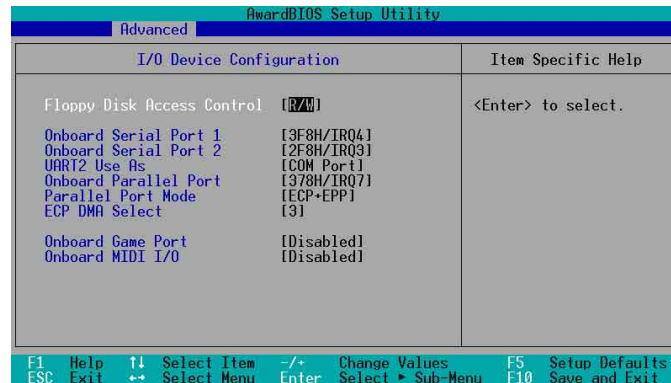 AwardBIOS Setup Utility
Advanced
I/O Device Configuration
Item Specific Help
Floppy Disk Access Control [R/W]
<Enter> to select.
Onboard Serial Port 1 [3F8H/IRQ4]
Onboard Serial Port 2 [2F8H/IRQ3]
UART2 Use As [COM Port]
Onboard Parallel Port [378H/IRQ7]
Parallel Port Mode [ECP+EPP]
ECP DMA Select [3]
Onboard Game Port [Disabled]
Onboard MIDI I/O [Disabled]
F1 Help ↑↓ Select Item -/+ Change Values F5 Setup Defaults
ESC Exit ←→ Select Menu Enter Select ► Sub-Menu F10 Save and Exit